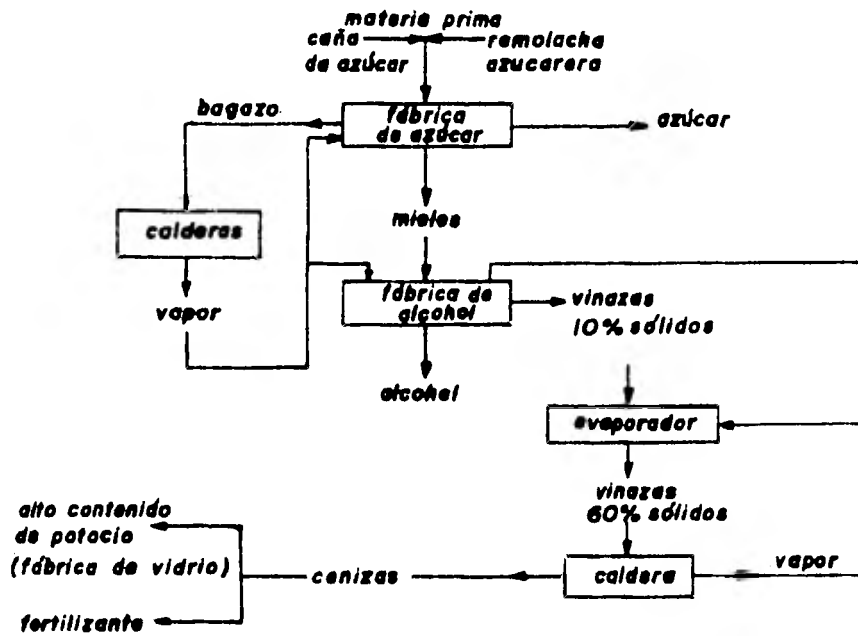 materia prima
caña
de azúcar
remolacha
azucarera
bagazo
fábrica
de azúcar
azúcar
calderas
mieles
vapor
fábrica de
alcohol
vinazas
10% sólidos
alcohol
evaporador
vinazas
60% sólidos
alto contenido
de potacio
(fábrica de vidrio)
cenizas
caldera
vapor
fertilizante